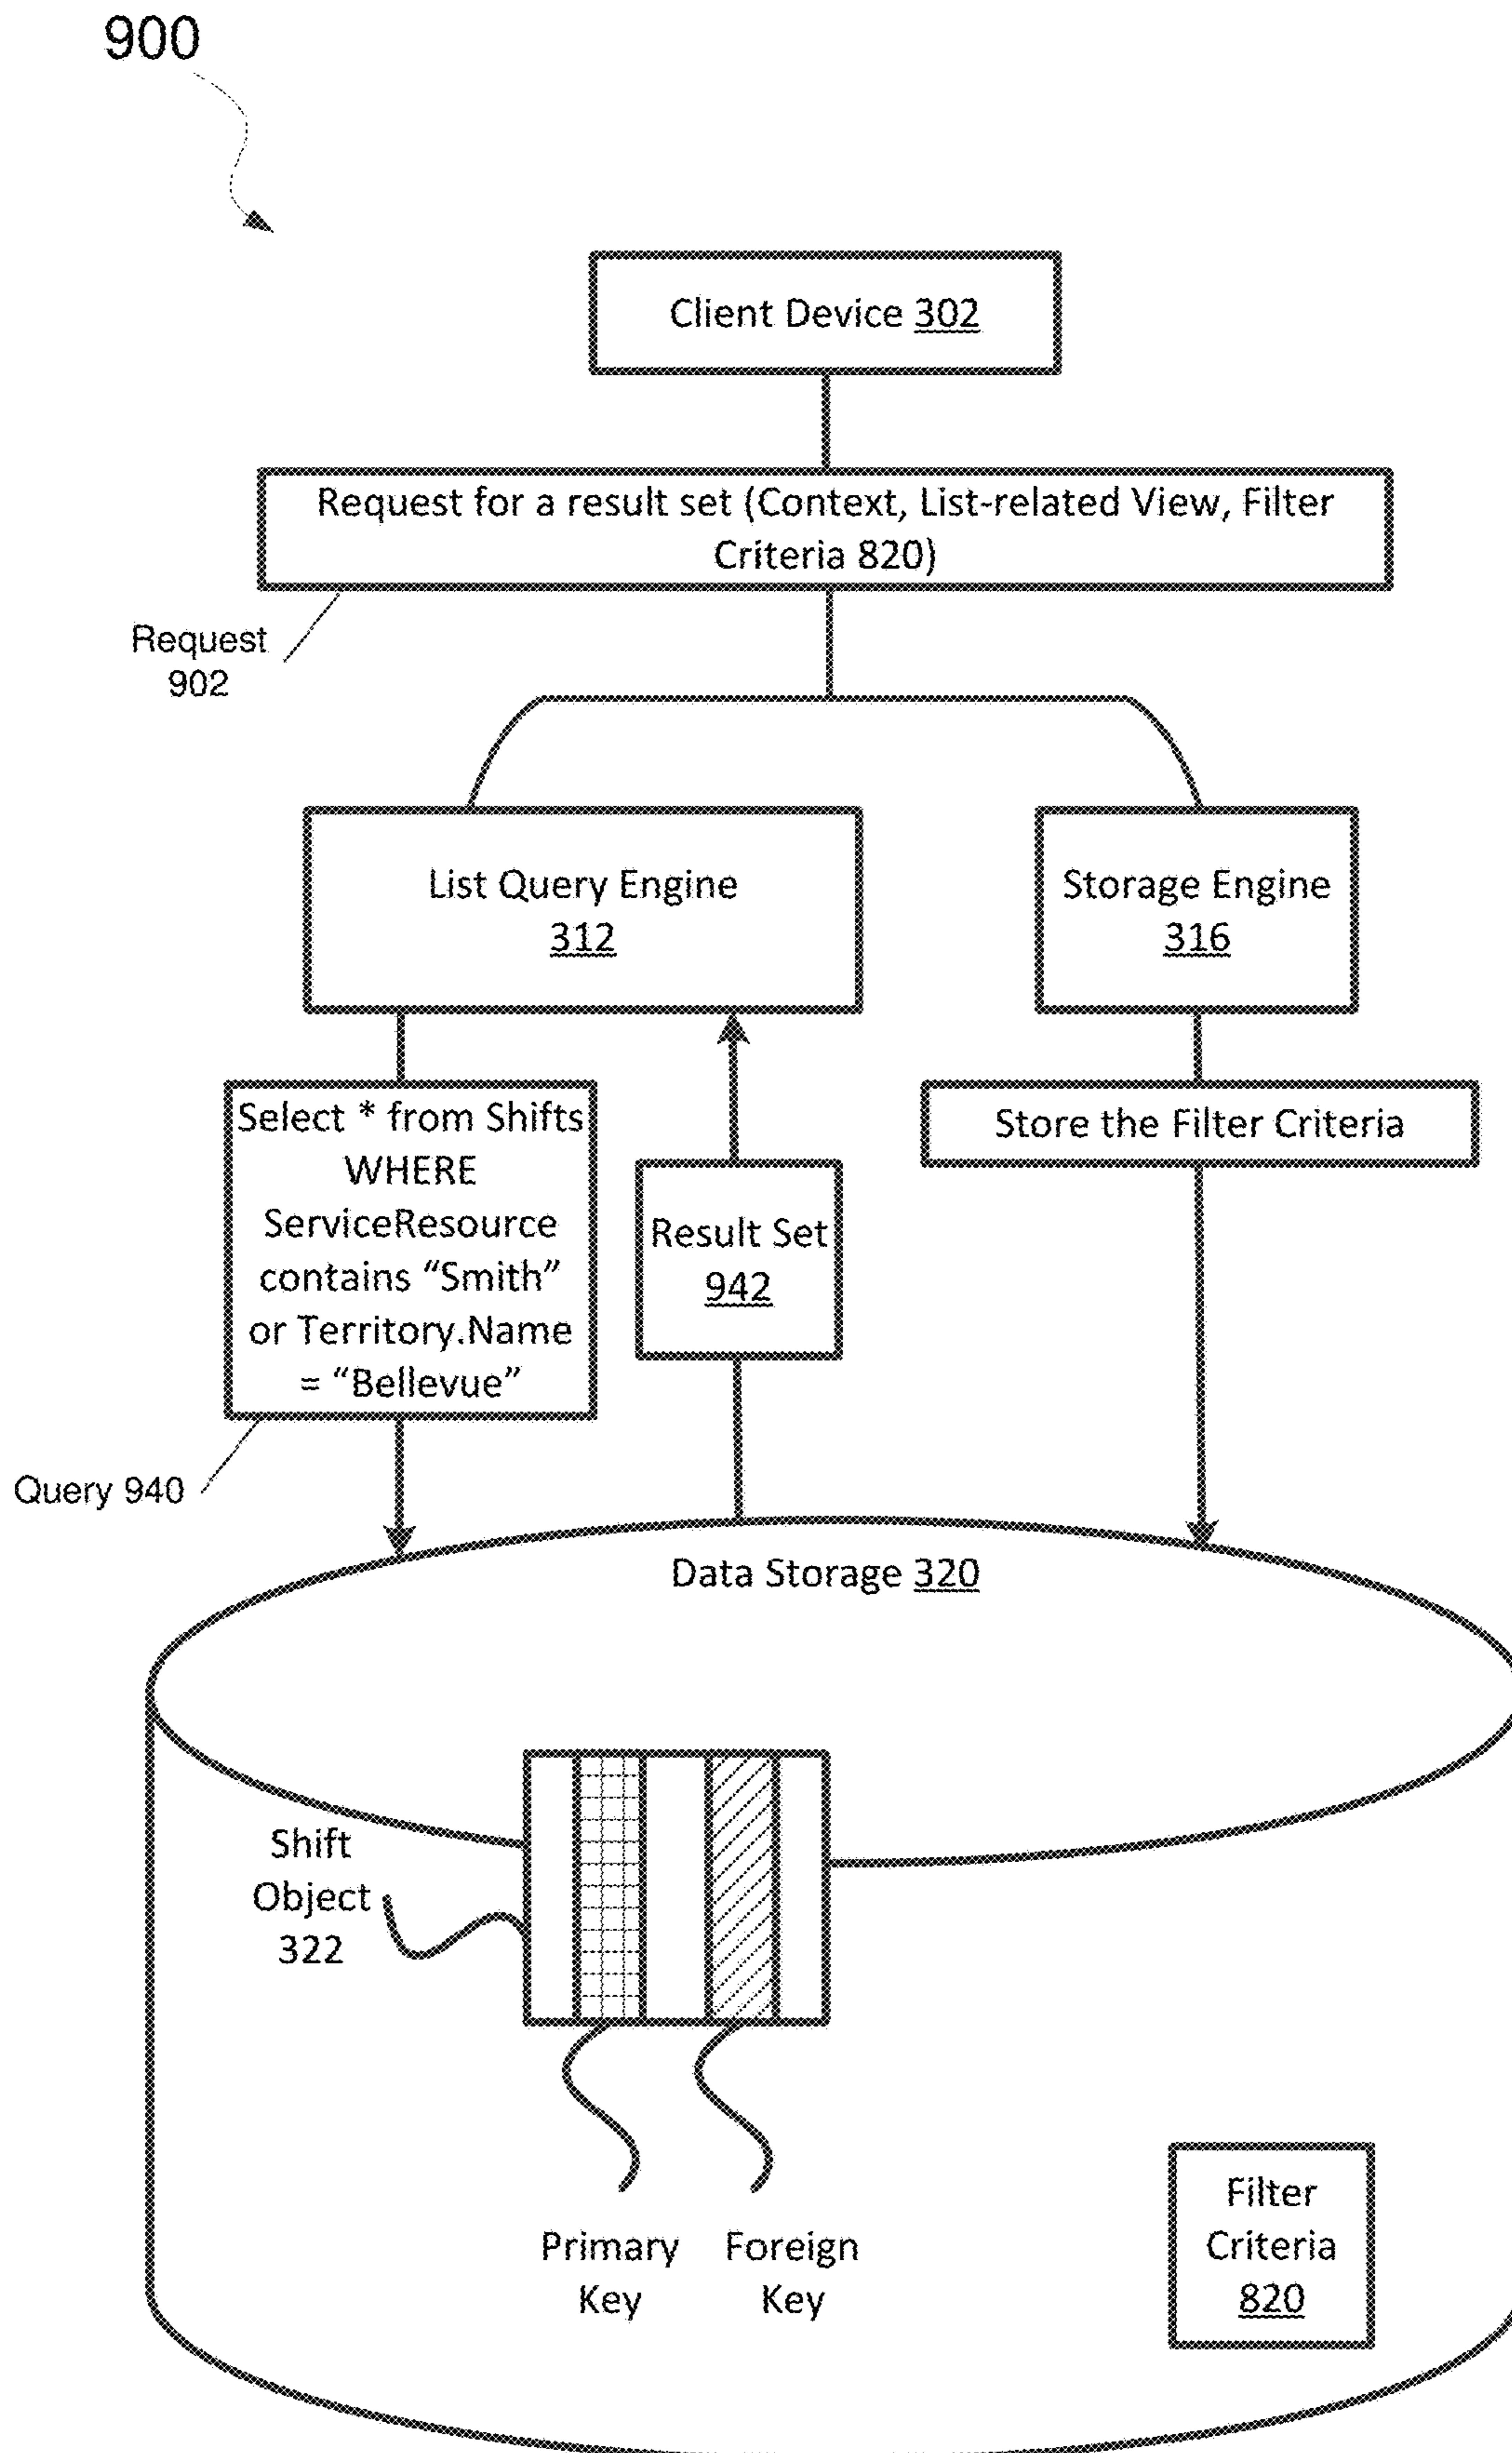 900
Client Device 302
Request for a result set (Context, List-related View, Filter
Criteria 820)
Request
902
List Query Engine
312
Storage Engine
316
Select * from Shifts
WHERE
ServiceResource
contains “Smith”
or Territory.Name
= “Bellevue”
Result Set
942
Store the Filter Criteria
Query 940
Data Storage 320
Shift
Object
322
Primary
Key
Foreign
Key
Filter
Criteria
820